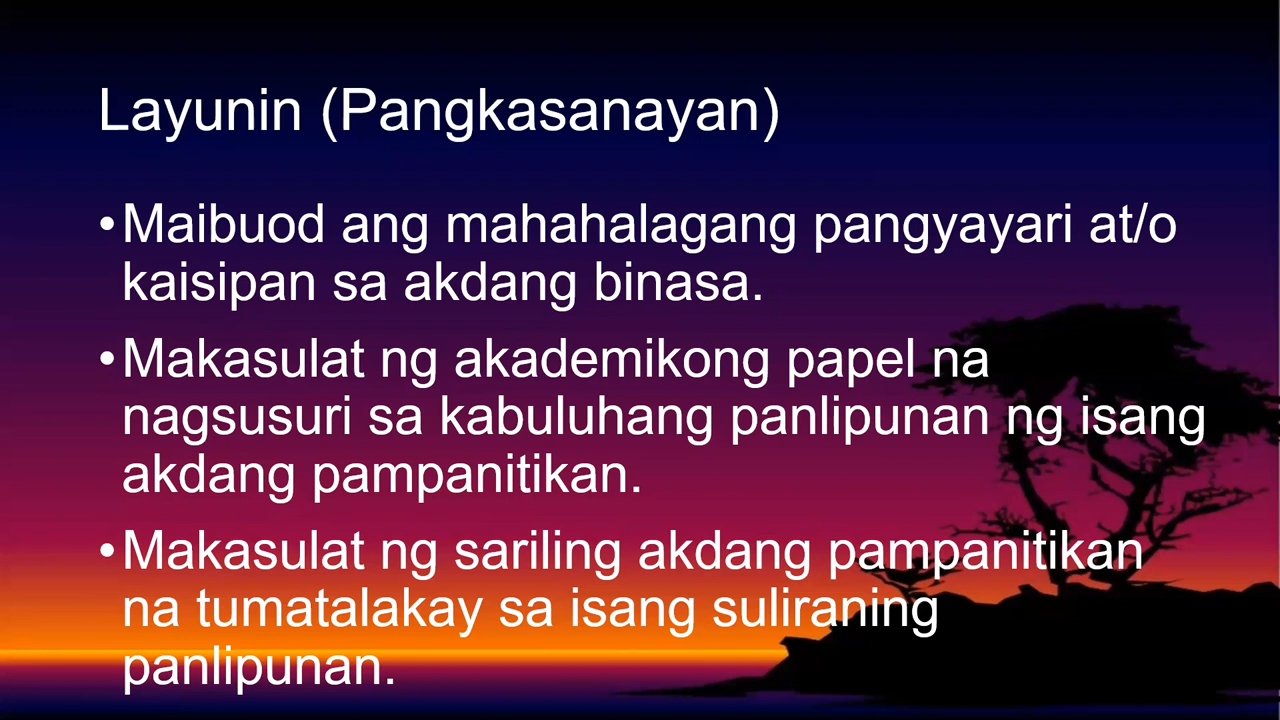 Layunin (Pangkasanayan)
•Maibuod ang mahahalagang pangyayari at/o
kaisipan sa akdang binasa.
•Makasulat ng akademikong papel na
nagsusuri sa kabuluhang panlipunan ng isang
akdang pampanitikan.
•Makasulat ng sariling akdang pampanitikan
na tumatalakay sa isang suliraning
panlipunan.